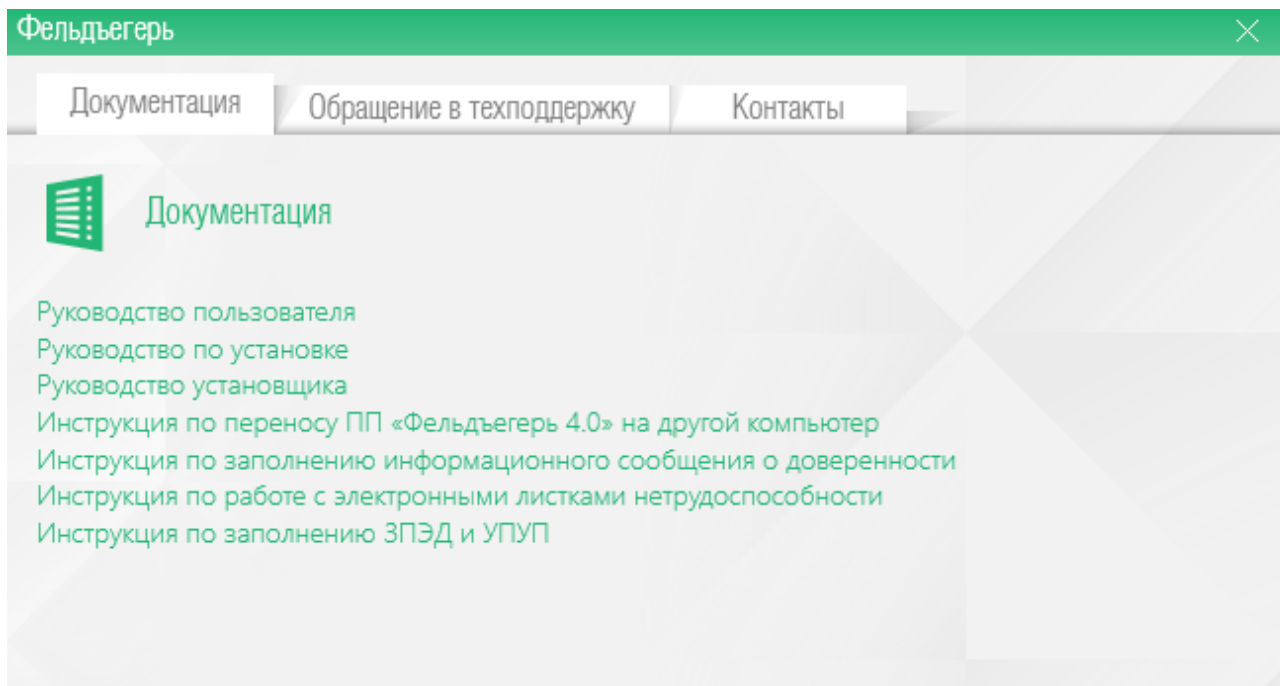 Фельдъегерь
Документация
Обращение в техподдержку
Контакты
Документация
Руководство пользователя
Руководство по установке
Руководство установщика
Инструкция по переносу ПП «Фельдъегерь 4.0» на другой компьютер
Инструкция по заполнению информационного сообщения о доверенности
Инструкция по работе с электронными листками нетрудоспособности
Инструкция по заполнению ЗПЭД и УПУП